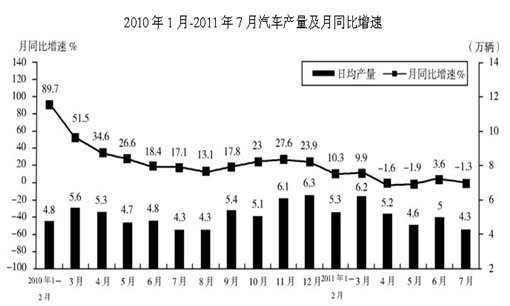 2010年1月-2011年7月汽车产量及月同比增速
月同比增速% (万辆)
日均产量 月同比增速%
140 14
120
100 12
80
60 10
40
20 8
0
-20 6
-40
-60 4
-80
-100 2
89.7 51.5 34.6 26.6 18.4 17.1 13.1 17.8 23 27.6 23.9 10.3 9.9 -1.6 -1.9 3.6 -1.3
4.8 5.6 5.3 4.7 4.8 4.3 4.3 5.4 5.1 6.1 6.3 5.3 6.2 5.2 4.6 5 4.3
2010年1— 3月 4月 5月 6月 7月 8月 9月 10月 11月 12月 2011年1— 3月 4月 5月 6月 7月
2月 2月